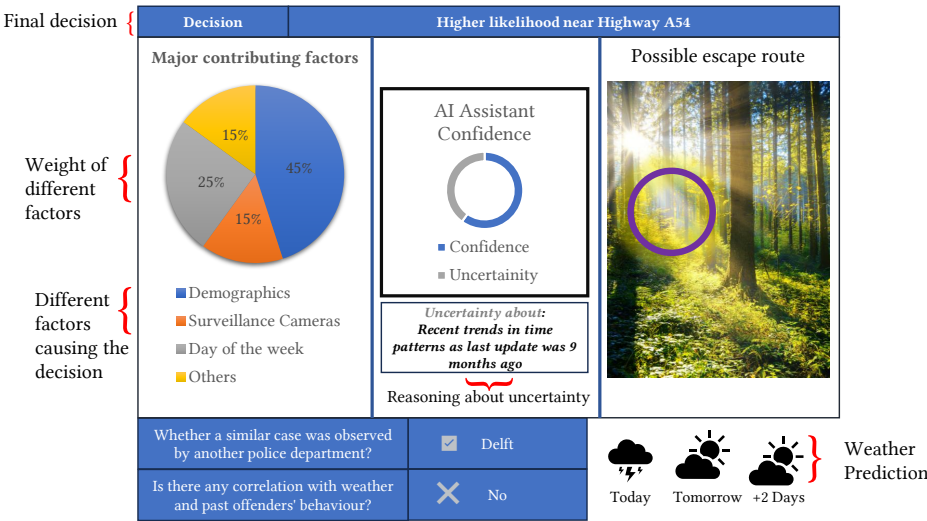 Final decision
Decision
Higher likelihood near Highway A54
Major contributing factors
45%
15%
25%
15%
Weight of
different
factors
Different
factors
causing the
decision
Demographics
Surveillance Cameras
Day of the week
Others
AI Assistant
Confidence
Confidence
Uncertainity
Uncertainty about:
Recent trends in time
patterns as last update was 9
months ago
Reasoning about uncertainty
Possible escape route
Whether a similar case was observed
by another police department?
Delft
Is there any correlation with weather
and past offenders' behaviour?
No
Today
Tomorrow
+2 Days
Weather
Prediction